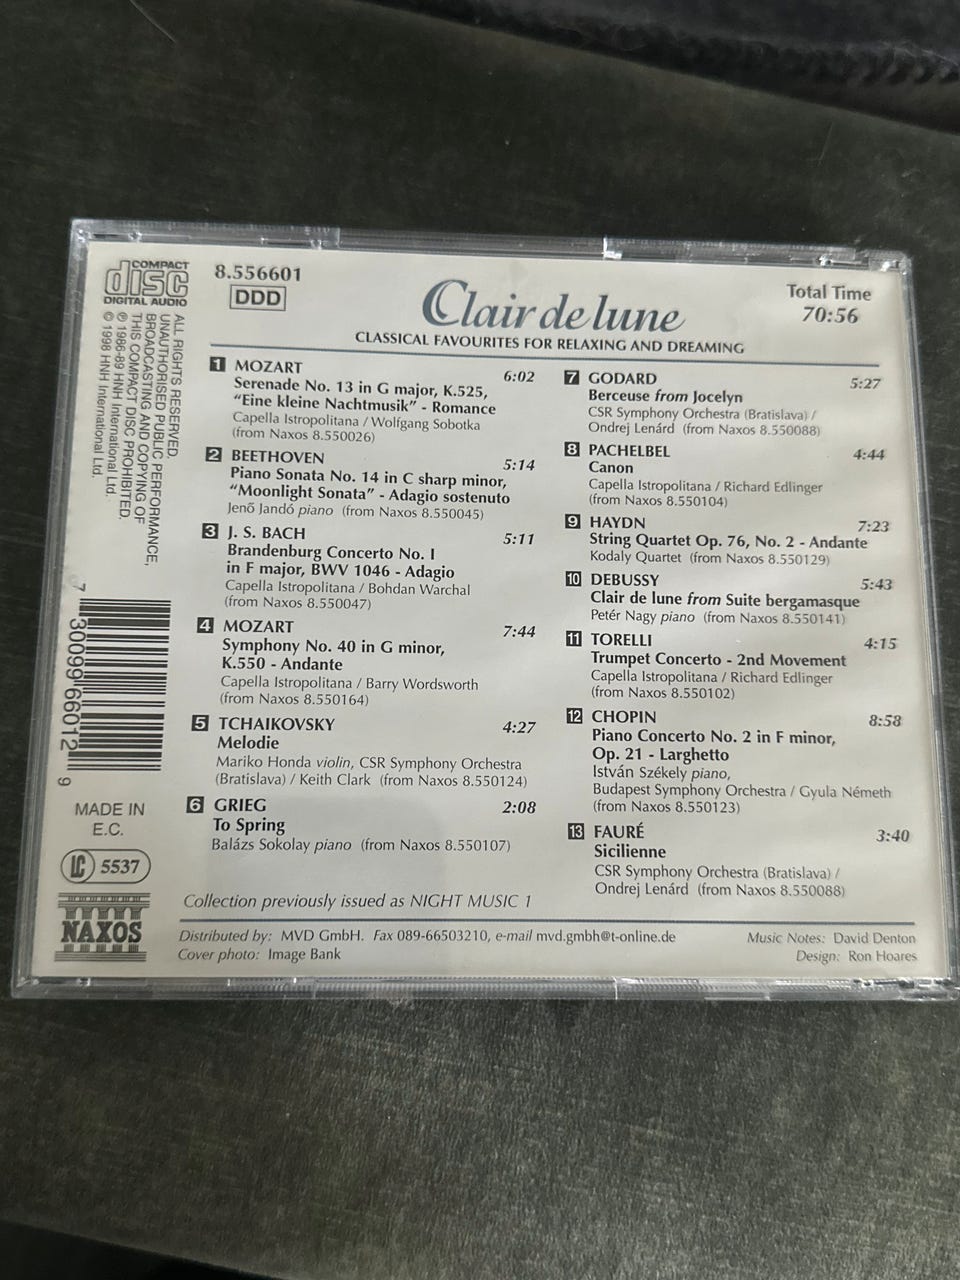 COMPACT
disc
DIGITAL AUDIO
8.556601
DDD
Clair de lune
CLASSICAL FAVOURITES FOR RELAXING AND DREAMING
Total Time
70:56
1 MOZART 6:02
Serenade No. 13 in G major, K.525,
"Eine kleine Nachtmusik" - Romance
Capella Istropolitana / Wolfgang Sobotka
(from Naxos 8.550026)
2 BEETHOVEN 5:14
Piano Sonata No. 14 in C sharp minor,
"Moonlight Sonata" - Adagio sostenuto
Jenő Jandó piano (from Naxos 8.550045)
3 J. S. BACH 5:11
Brandenburg Concerto No. 1
in F major, BWV 1046 - Adagio
Capella Istropolitana / Bohdan Warchal
(from Naxos 8.550047)
4 MOZART 7:44
Symphony No. 40 in G minor,
K.550 - Andante
Capella Istropolitana / Barry Wordsworth
(from Naxos 8.550164)
5 TCHAIKOVSKY 4:27
Melodie
Mariko Honda violin, CSR Symphony Orchestra
(Bratislava) / Keith Clark (from Naxos 8.550124)
6 GRIEG 2:08
To Spring
Balázs Sokolay piano (from Naxos 8.550107)
7 GODARD 5:27
Berceuse from Jocelyn
CSR Symphony Orchestra (Bratislava) /
Ondrej Lenárd (from Naxos 8.550088)
8 PACHELBEL 4:44
Canon
Capella Istropolitana / Richard Edlinger
(from Naxos 8.550104)
9 HAYDN 7:23
String Quartet Op. 76, No. 2 - Andante
Kodaly Quartet (from Naxos 8.550129)
10 DEBUSSY 5:43
Clair de lune from Suite bergamasque
Petér Nagy piano (from Naxos 8.550141)
11 TORELLI 4:15
Trumpet Concerto - 2nd Movement
Capella Istropolitana / Richard Edlinger
(from Naxos 8.550102)
12 CHOPIN 8:58
Piano Concerto No. 2 in F minor,
Op. 21 - Larghetto
István Székely piano,
Budapest Symphony Orchestra / Gyula Németh
(from Naxos 8.550123)
13 FAURÉ 3:40
Sicilienne
CSR Symphony Orchestra (Bratislava) /
Ondrej Lenárd (from Naxos 8.550088)
Collection previously issued as NIGHT MUSIC 1
Distributed by: MVD GmbH. Fax 089-66503210, e-mail mvd.gmbh@t-online.de
Cover photo: Image Bank
Music Notes: David Denton
Design: Ron Hoares
ALL RIGHTS RESERVED.
UNAUTHORISED PUBLIC PERFORMANCE,
BROADCASTING AND COPYING OF
THIS COMPACT DISC PROHIBITED.
℗ 1986-89 HNH International Ltd.
© 1998 HNH International Ltd.
7 30099 66012 9
MADE IN
E.C.
LC 5537
NAXOS